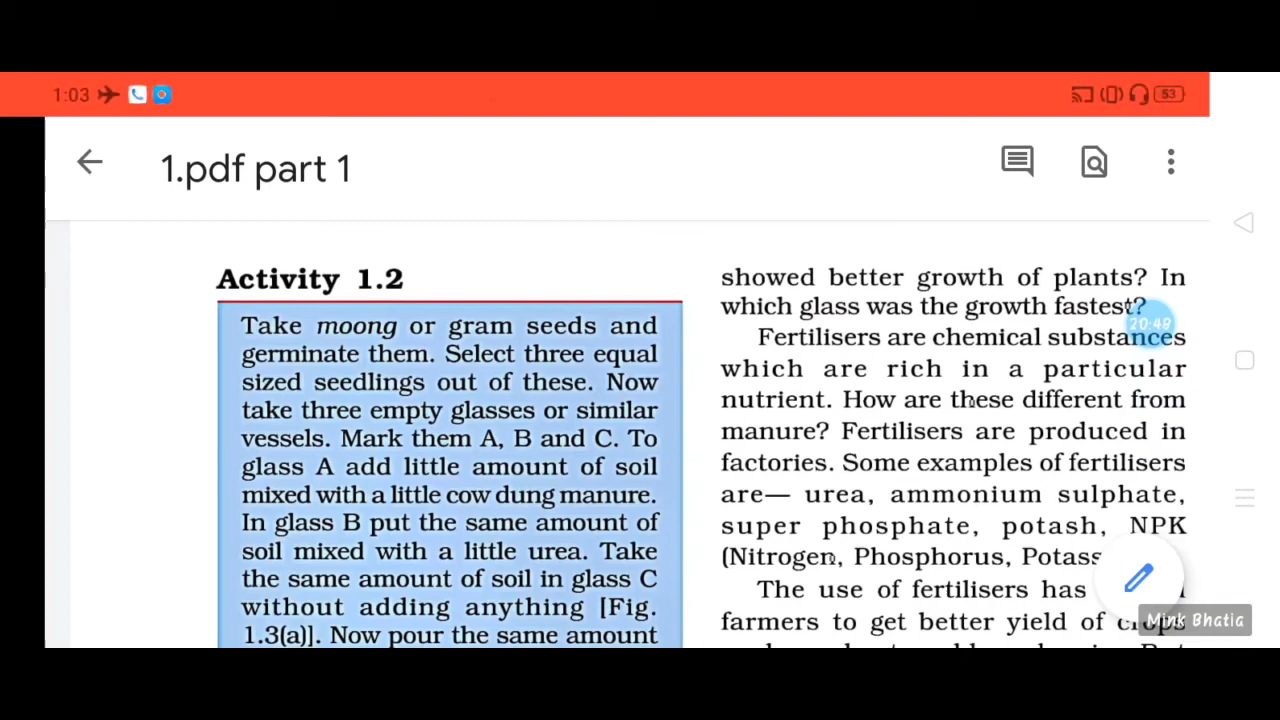 1:03
53
1.pdf part 1
Activity 1.2
Take moong or gram seeds and
germinate them. Select three equal
sized seedlings out of these. Now
take three empty glasses or similar
vessels. Mark them A, B and C. To
glass A add little amount of soil
mixed with a little cow dung manure.
In glass B put the same amount of
soil mixed with a little urea. Take
the same amount of soil in glass C
without adding anything [Fig.
1.3(a)]. Now pour the same amount
showed better growth of plants? In
which glass was the growth fastest?
20:48
Fertilisers are chemical substances
which are rich in a particular
nutrient. How are these different from
manure? Fertilisers are produced in
factories. Some examples of fertilisers
are— urea, ammonium sulphate,
super phosphate, potash, NPK
(Nitrogen, Phosphorus, Potass
The use of fertilisers has
farmers to get better yield of crops
Mink Bhatia